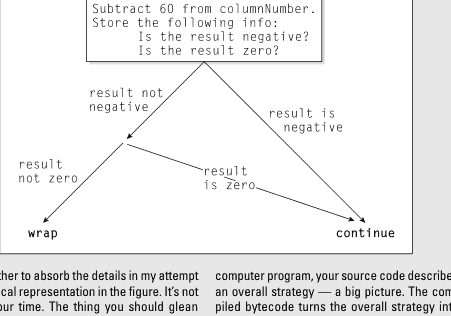 Subtract 60 from columnNumber.
Store the following info:
Is the result negative?
Is the result zero?
result not
negative
result is
negative
result
not zero
result
is zero
wrap
continue
ther to absorb the details in my attempt
cal representation in the figure. It's not
our time. The thing you should glean
computer program, your source code describe
an overall strategy — a big picture. The com
piled bytecode turns the overall strategy int